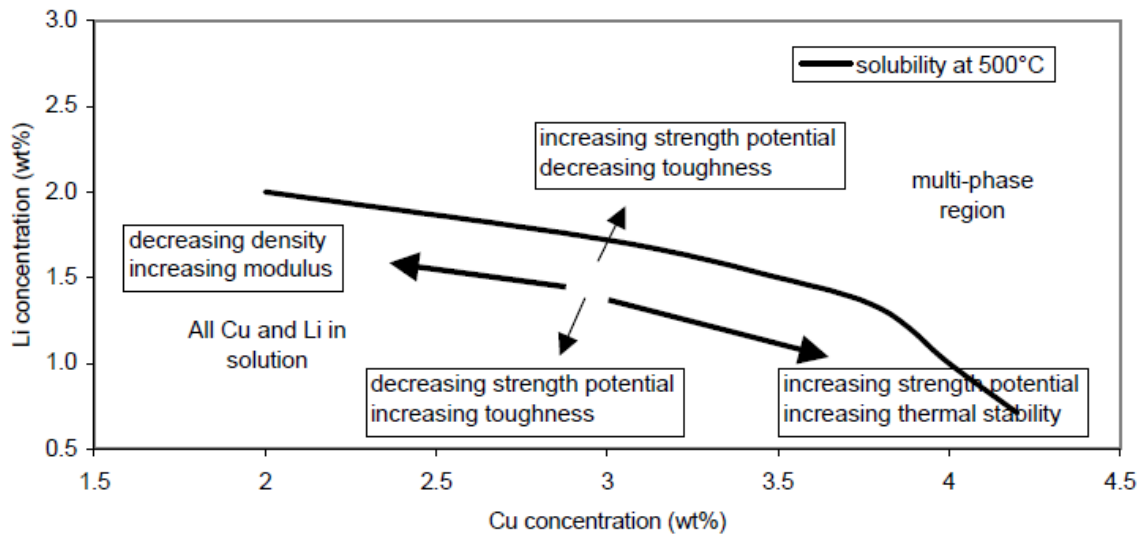 3.0
solubility at 500°C
2.5
increasing strength potential
decreasing toughness
multi-phase
region
2.0
decreasing density
increasing modulus
Li concentration (wt%)
1.5
All Cu and Li in
solution
1.0
decreasing strength potential
increasing toughness
increasing strength potential
increasing thermal stability
0.5
1.5 2 2.5 3 3.5 4 4.5
Cu concentration (wt%)